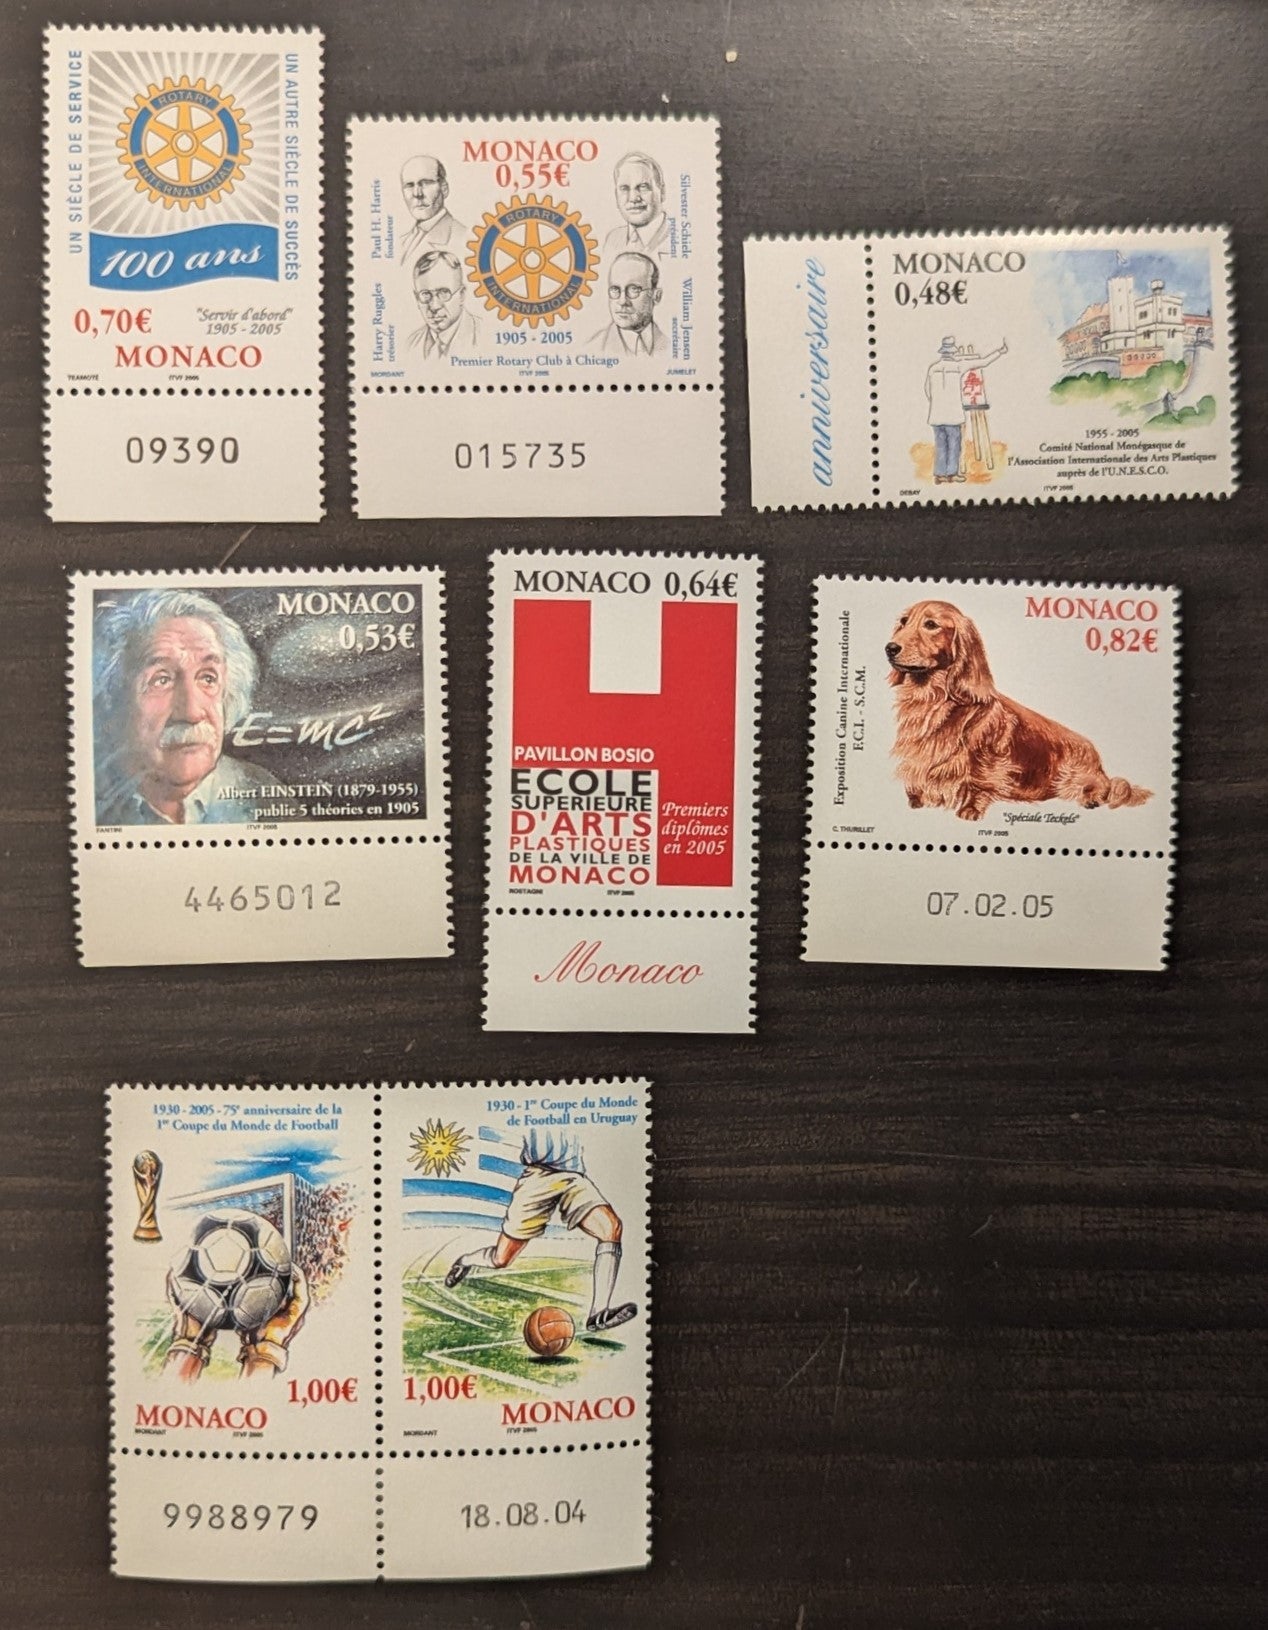 UN SIÈCLE DE SERVICE
UN AUTRE SIÈCLE DE SUCCÈS
ROTARY
INTERNATIONAL
100 ans
0,70€
"Servir d'abord"
1905 - 2005
MONACO
TEAMOTÉ
ITVF 2005
09390
MONACO
0,55€
Paul H. Harris
fondateur
Silvester Schiele
président
ROTARY
INTERNATIONAL
Harry Ruggles
trésorier
William Jensen
secrétaire
1905 - 2005
Premier Rotary Club à Chicago
MORDANT
ITVF 2005
JUMELET
015735
anniversaire
MONACO
0,48€
1955 - 2005
Comité National Monégasque de
l'Association Internationale des Arts Plastiques
auprès de l'U.N.E.S.C.O.
DEBAY
ITVF 2005
MONACO
0,53€
E=mc²
Albert EINSTEIN (1879-1955)
publie 5 théories en 1905
FANTINI
ITVF 2005
4465012
MONACO 0,64€
PAVILLON BOSIO
ECOLE
SUPERIEURE
D'ARTS
PLASTIQUES
DE LA VILLE DE
MONACO
Premiers
diplômes
en 2005
ROSTAGNI
ITVF 2005
Monaco
Exposition Canine Internationale
F.C.I. - S.C.M.
MONACO
0,82€
"Spéciale Teckels"
C. THURILLET
ITVF 2005
07.02.05
1930 - 2005 - 75e anniversaire de la
1re Coupe du Monde de Football
1,00€
MONACO
MORDANT
ITVF 2005
9988979
1930 - 1re Coupe du Monde
de Football en Uruguay
1,00€
MONACO
MORDANT
ITVF 2005
18.08.04